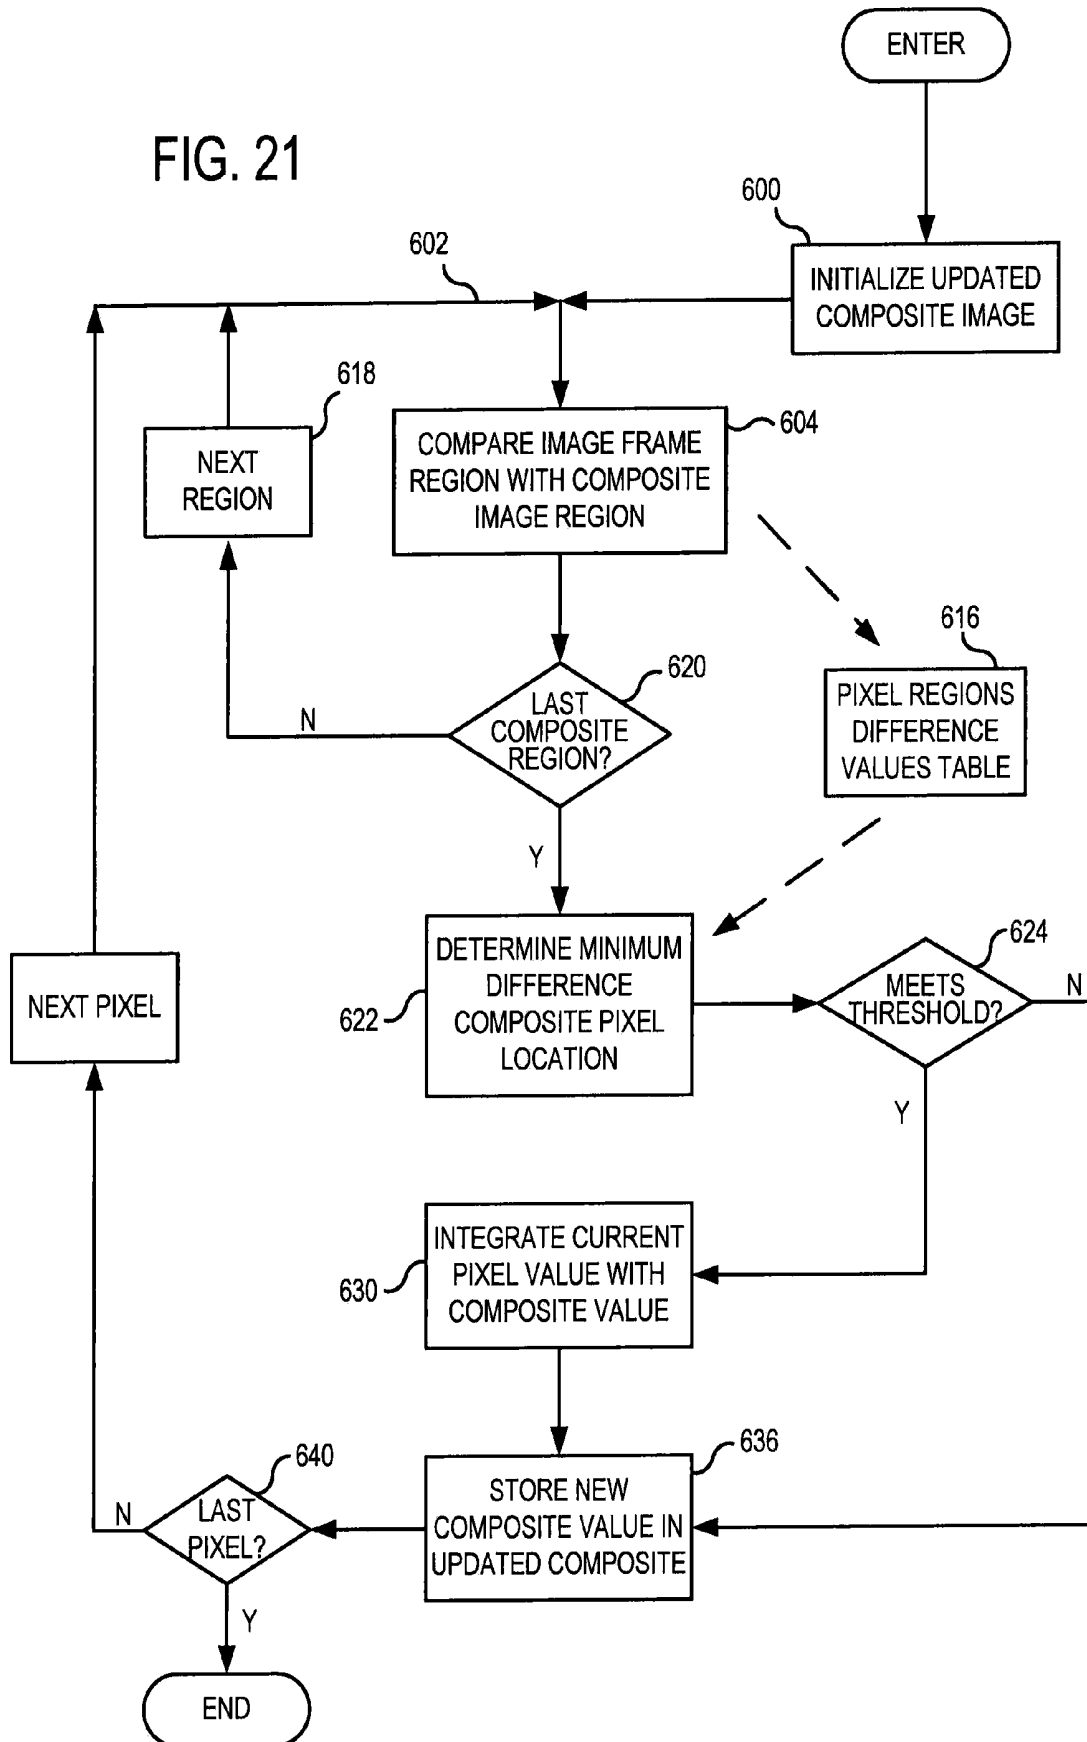 ENTER
FIG. 21
600
INITIALIZE UPDATED
COMPOSITE IMAGE
602
618
NEXT
REGION
604
COMPARE IMAGE FRAME
REGION WITH COMPOSITE
IMAGE REGION
616
PIXEL REGIONS
DIFFERENCE
VALUES TABLE
620
LAST
COMPOSITE
REGION?
N
Y
NEXT PIXEL
622
DETERMINE MINIMUM
DIFFERENCE
COMPOSITE PIXEL
LOCATION
624
MEETS
THRESHOLD?
N
Y
630
INTEGRATE CURRENT
PIXEL VALUE WITH
COMPOSITE VALUE
636
STORE NEW
COMPOSITE VALUE IN
UPDATED COMPOSITE
640
LAST
PIXEL?
N
Y
END